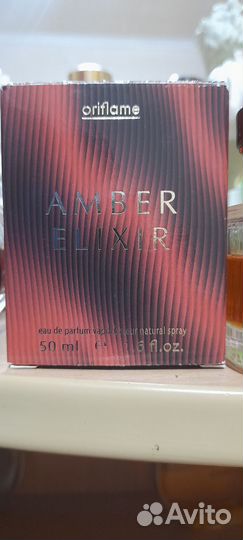 oriflame
AMBER
ELIXIR
eau de parfum natural spray
50 ml e fl.oz.
Avito